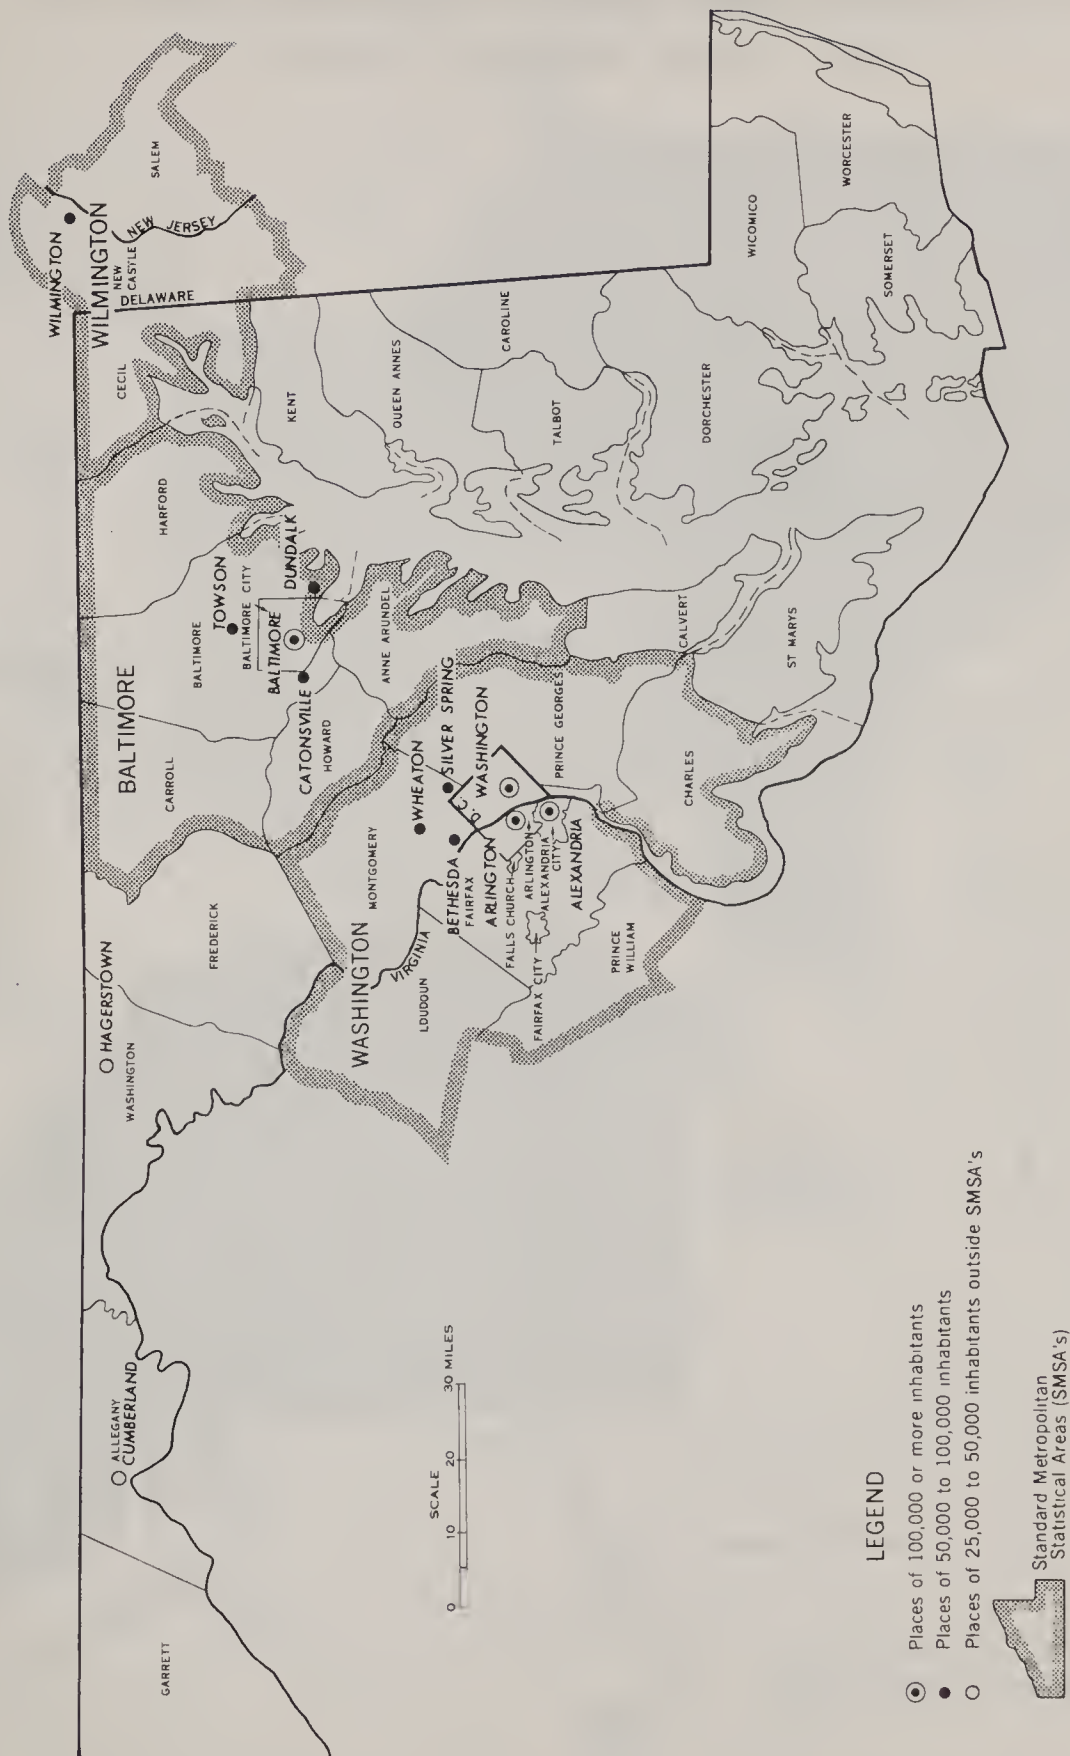 GARRETT
ALLEGANY
CUMBERLAND
HAGERSTOWN
WASHINGTON
FREDERICK
CARROLL
BALTIMORE
BALTIMORE
HARFORD
CECIL
TOWSON
BALTIMORE CITY
BALTIMORE
DUNDALK
CATONSVILLE
HOWARD
ANNE ARUNDEL
WILMINGTON
WILMINGTON
NEW
CASTLE
DELAWARE
NEW JERSEY
SALEM
KENT
QUEEN ANNES
CAROLINE
TALBOT
DORCHESTER
WICOMICO
WORCESTER
SOMERSET
WASHINGTON
MONTGOMERY
WHEATON
SILVER SPRING
WASHINGTON
D. C.
BETHESDA
FAIRFAX
VIRGINIA
LOUDOUN
ARLINGTON
FALLS CHURCH
ARLINGTON
ALEXANDRIA
CITY
FAIRFAX CITY
ALEXANDRIA
PRINCE
WILLIAM
PRINCE GEORGES
CHARLES
CALVERT
ST MARYS
SCALE
0 10 20 30 MILES
LEGEND
Places of 100,000 or more inhabitants
Places of 50,000 to 100,000 inhabitants
Places of 25,000 to 50,000 inhabitants outside SMSA's
Standard Metropolitan
Statistical Areas (SMSA's)